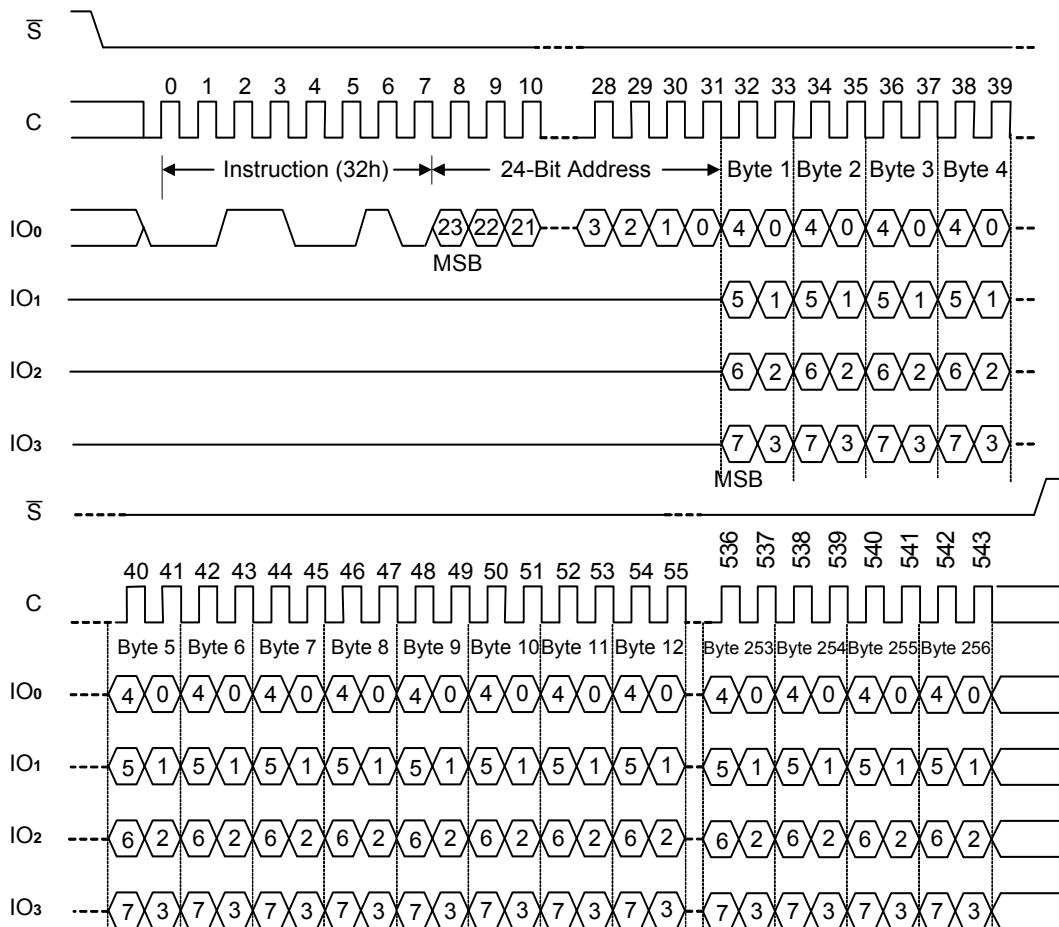 S
0 1 2 3 4 5 6 7 8 9 10 28 29 30 31 32 33 34 35 36 37 38 39
C
Instruction (32h) 24-Bit Address Byte 1 Byte 2 Byte 3 Byte 4
IO0 23 22 21 3 2 1 0 4 0 4 0 4 0 4 0
MSB
IO1 5 1 5 1 5 1 5 1
IO2 6 2 6 2 6 2 6 2
IO3 7 3 7 3 7 3 7 3
MSB
S
536 537 538 539 540 541 542 543
40 41 42 43 44 45 46 47 48 49 50 51 52 53 54 55
C
Byte 5 Byte 6 Byte 7 Byte 8 Byte 9 Byte 10 Byte 11 Byte 12 Byte 253 Byte 254 Byte 255 Byte 256
IO0 4 0 4 0 4 0 4 0 4 0 4 0 4 0 4 0 4 0 4 0 4 0 4 0
IO1 5 1 5 1 5 1 5 1 5 1 5 1 5 1 5 1 5 1 5 1 5 1 5 1
IO2 6 2 6 2 6 2 6 2 6 2 6 2 6 2 6 2 6 2 6 2 6 2 6 2
IO3 7 3 7 3 7 3 7 3 7 3 7 3 7 3 7 3 7 3 7 3 7 3 7 3